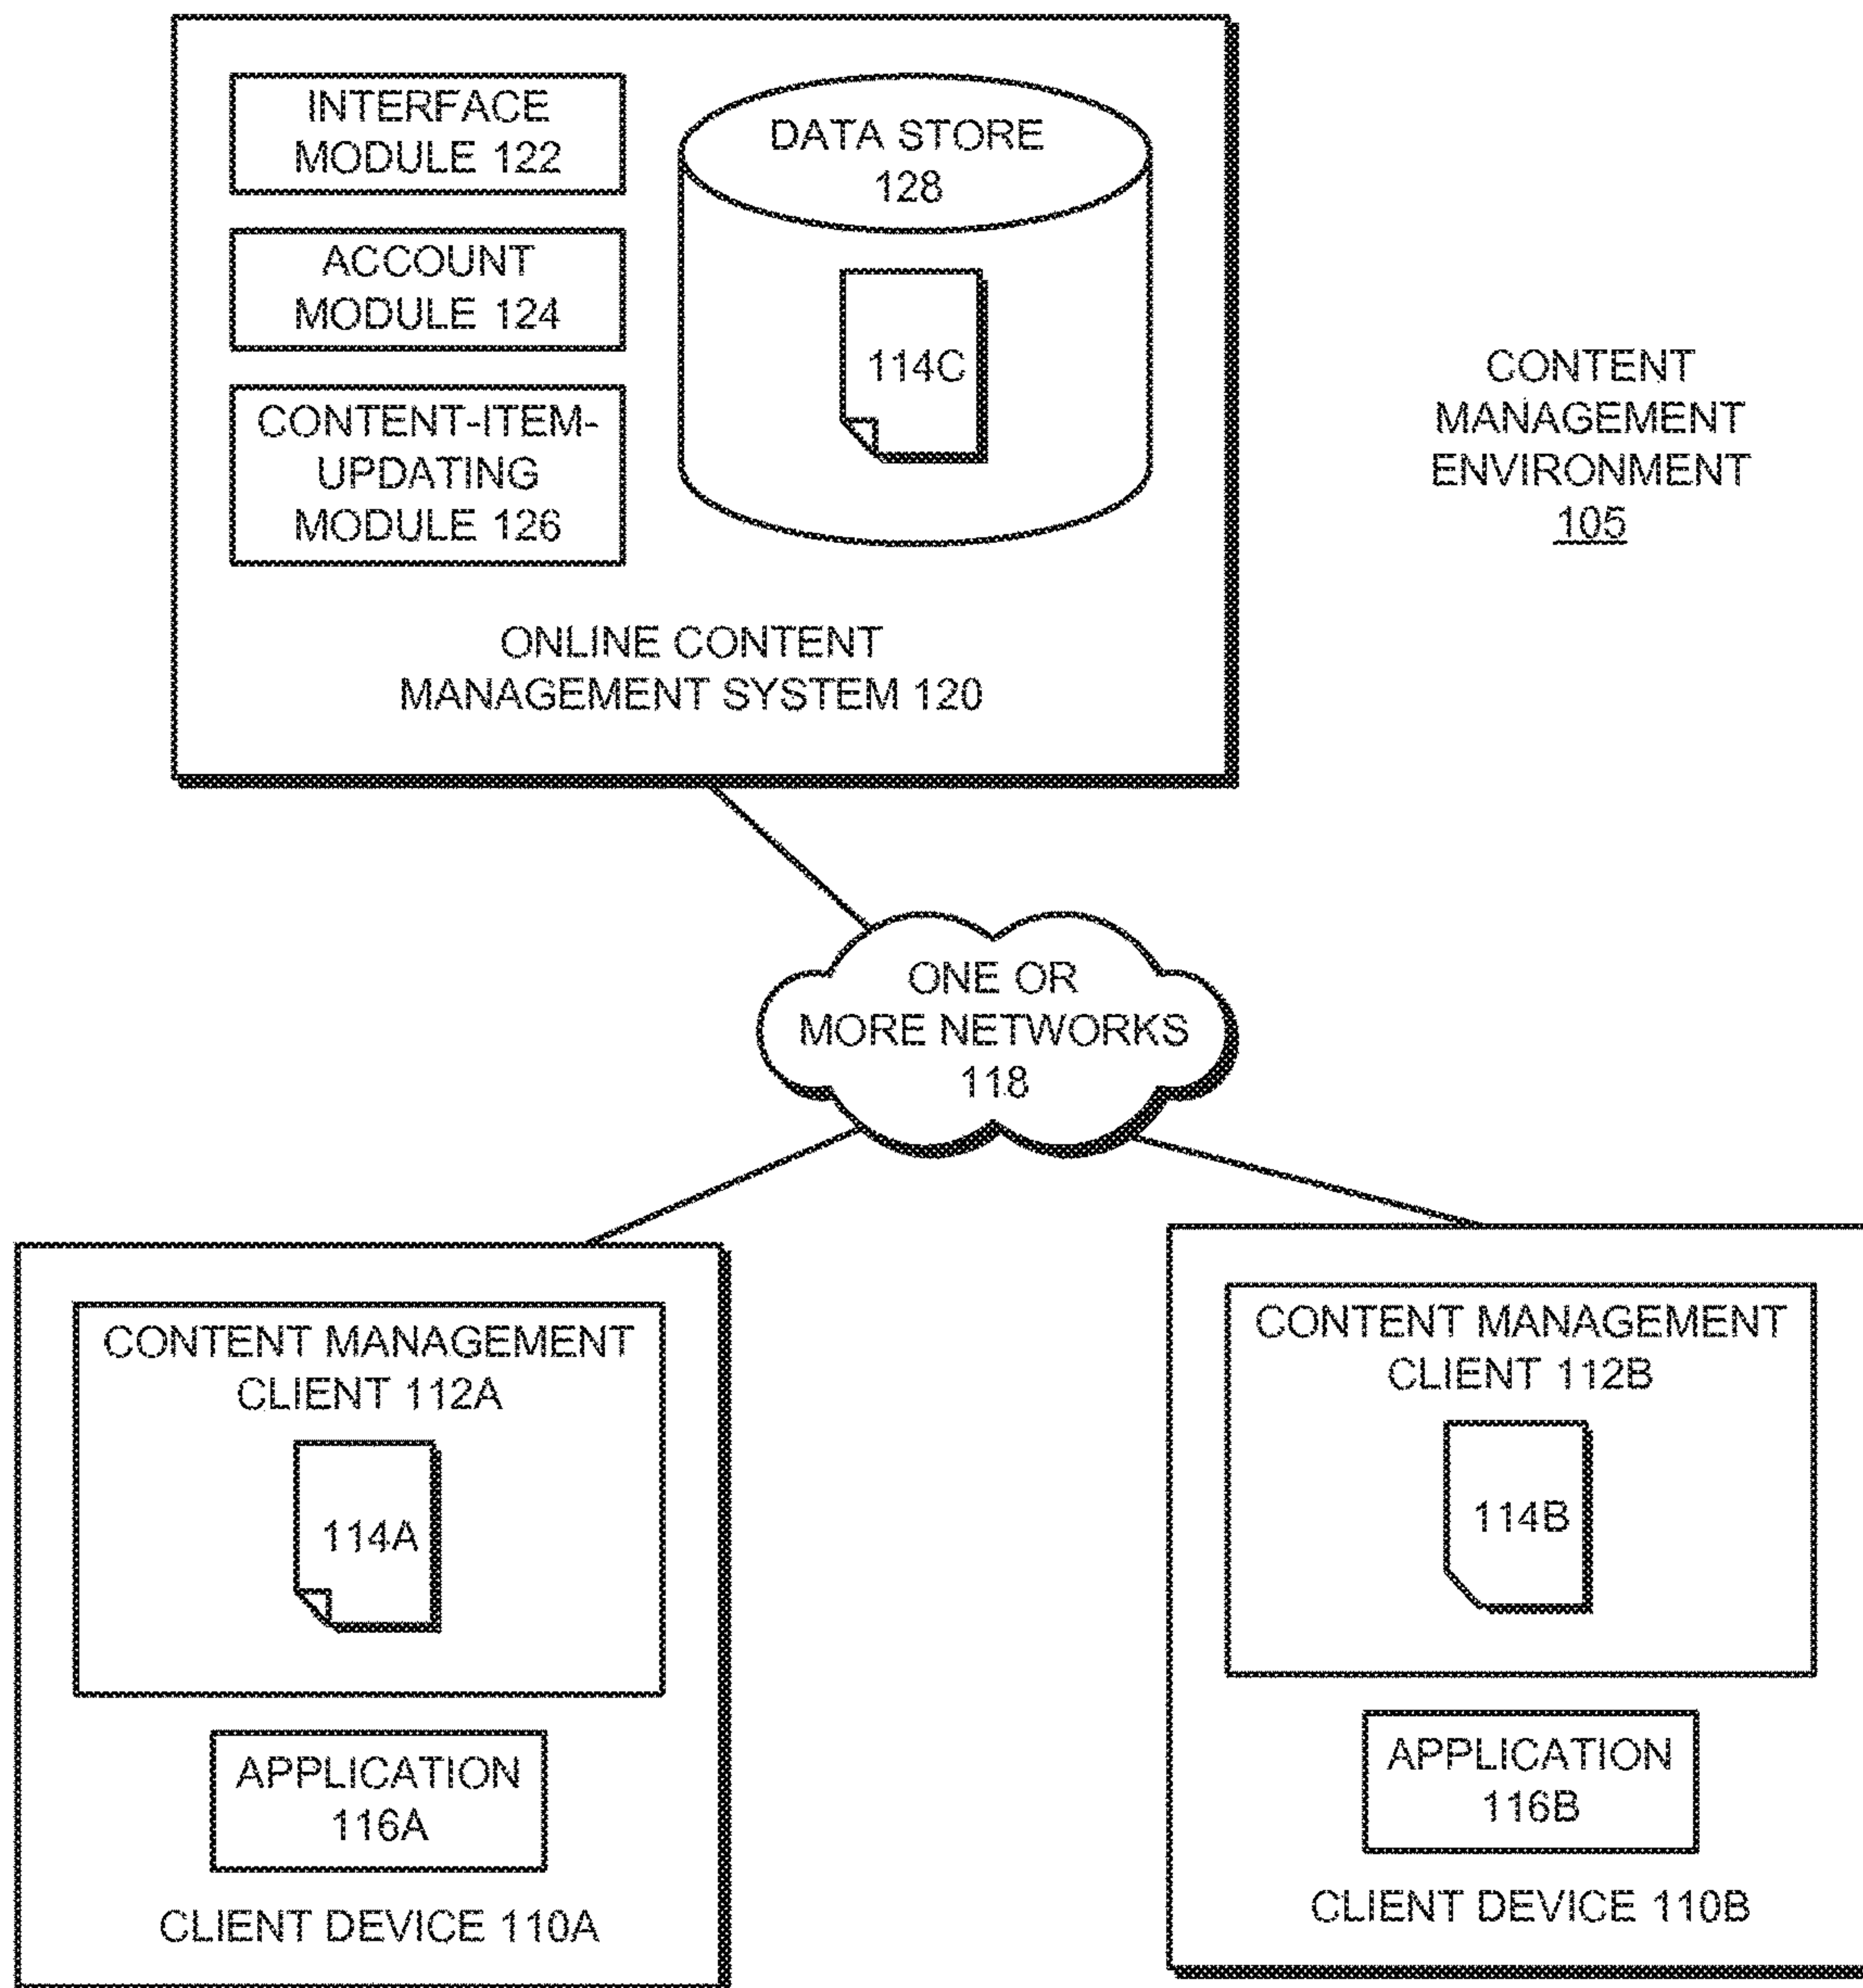 INTERFACE
MODULE 122
ACCOUNT
MODULE 124
CONTENT-ITEM-
UPDATING
MODULE 126
DATA STORE
128
114C
ONLINE CONTENT
MANAGEMENT SYSTEM 120
CONTENT
MANAGEMENT
ENVIRONMENT
105
ONE OR
MORE NETWORKS
118
CONTENT MANAGEMENT
CLIENT 112A
114A
APPLICATION
116A
CLIENT DEVICE 110A
CONTENT MANAGEMENT
CLIENT 112B
114B
APPLICATION
116B
CLIENT DEVICE 110B